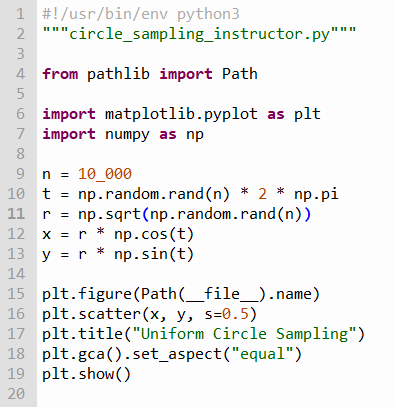 1 #!/usr/bin/env python3
2 """circle_sampling_instructor.py"""
3
4 from pathlib import Path
5
6 import matplotlib.pyplot as plt
7 import numpy as np
8
9 n = 10_000
10 t = np.random.rand(n) * 2 * np.pi
11 r = np.sqrt(np.random.rand(n))
12 x = r * np.cos(t)
13 y = r * np.sin(t)
14
15 plt.figure(Path(__file__).name)
16 plt.scatter(x, y, s=0.5)
17 plt.title("Uniform Circle Sampling")
18 plt.gca().set_aspect("equal")
19 plt.show()
20